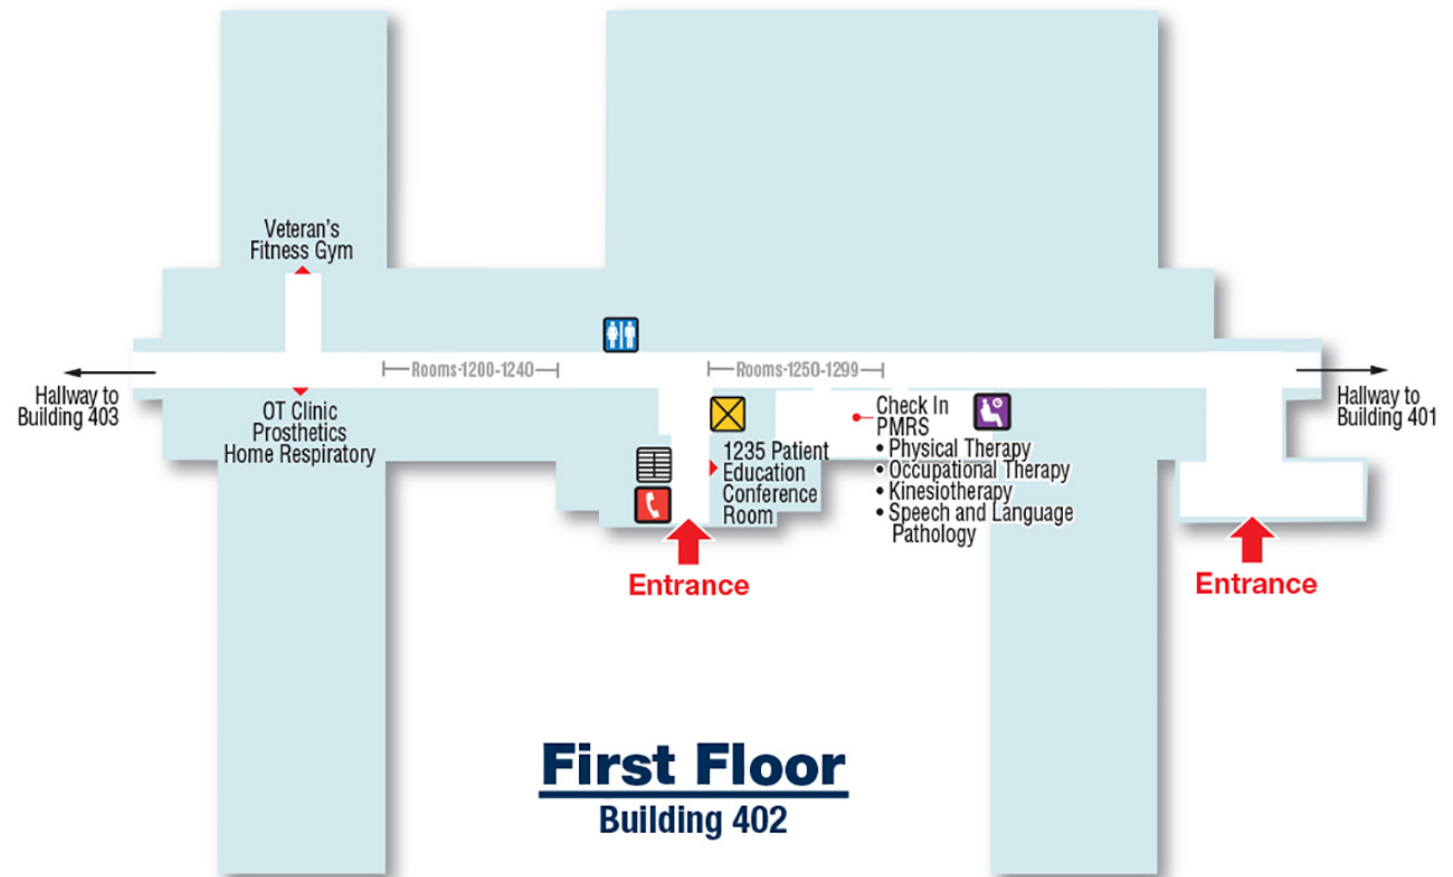 Veteran's
Fitness Gym
Rooms-1200-1240
Rooms-1250-1299
Hallway to
Building 403
OT Clinic
Prosthetics
Home Respiratory
1235 Patient
Education
Conference
Room
Check In
PMRS
• Physical Therapy
• Occupational Therapy
• Kinesiotherapy
• Speech and Language
Pathology
Hallway to
Building 401
Entrance
Entrance
First Floor
Building 402